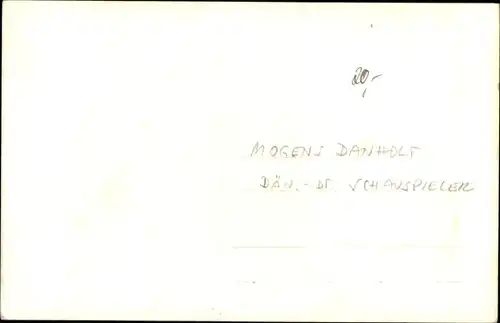 20,-
MOGENS DANHOLT
DÄN.-DT. SCHAUSPIELER